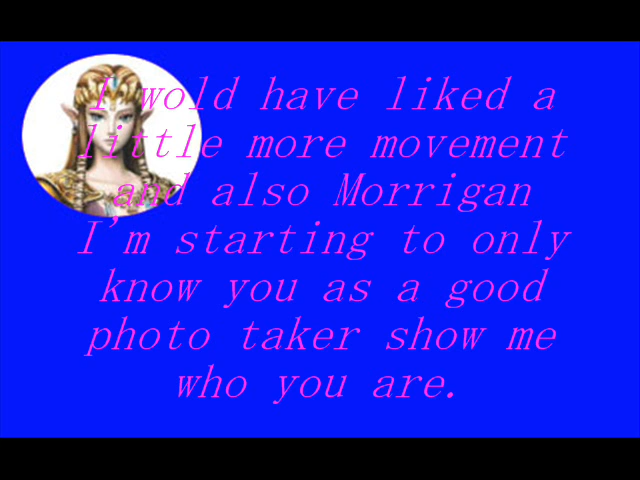 I wold have liked a
little more movement
and also Morrigan
I'm starting to only
know you as a good
photo taker show me
who you are.